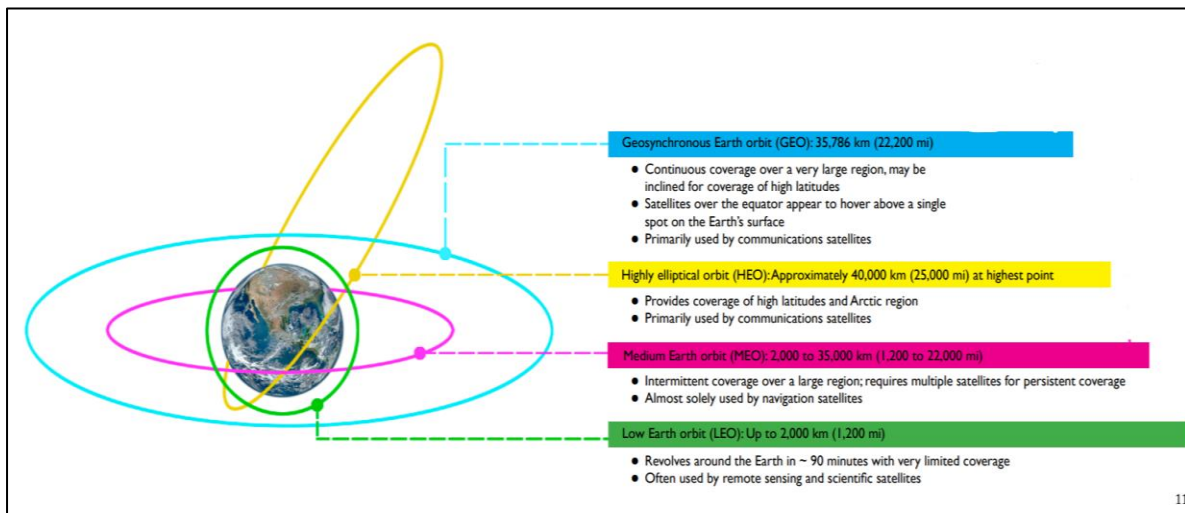 Geosynchronous Earth orbit (GEO): 35,786 km (22,200 mi)
● Continuous coverage over a very large region, may be
inclined for coverage of high latitudes
● Satellites over the equator appear to hover above a single
spot on the Earth's surface
● Primarily used by communications satellites
Highly elliptical orbit (HEO): Approximately 40,000 km (25,000 mi) at highest point
● Provides coverage of high latitudes and Arctic region
● Primarily used by communications satellites
Medium Earth orbit (MEO): 2,000 to 35,000 km (1,200 to 22,000 mi)
● Intermittent coverage over a large region; requires multiple satellites for persistent coverage
● Almost solely used by navigation satellites
Low Earth orbit (LEO): Up to 2,000 km (1,200 mi)
● Revolves around the Earth in ~ 90 minutes with very limited coverage
● Often used by remote sensing and scientific satellites
11